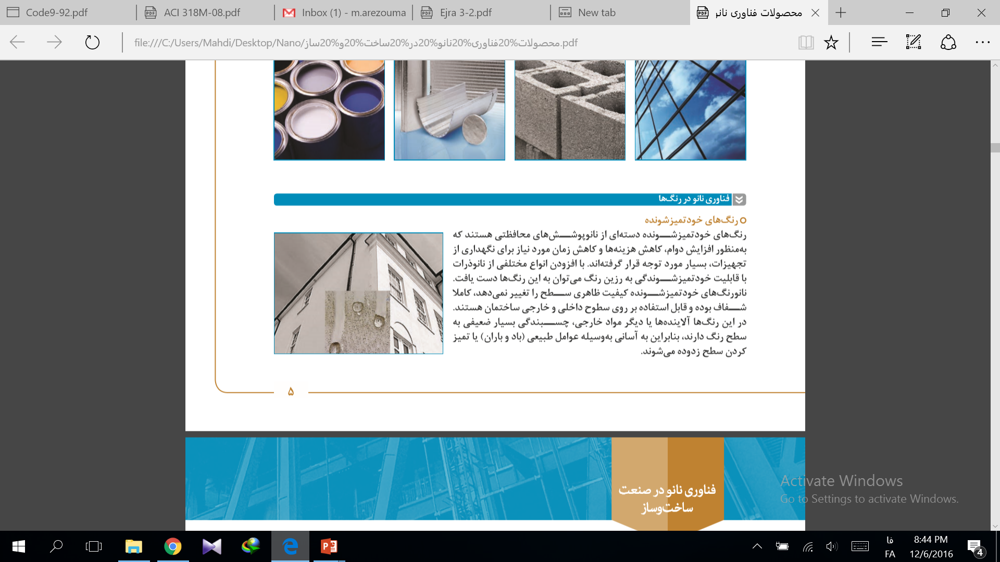 Code9-92.pdf
ACI 318M-08.pdf
Inbox (1) - m.arezouma
Ejra 3-2.pdf
New tab
محصولات فناوری نانو
file:///C:/Users/Mahdi/Desktop/Nano/محصولات%20فناوری%20نانو%20در%20ساخت%20و%20ساز.pdf
فناوری نانو در رنگ‌ها
رنگ‌های خودتمیزشونده
رنگ‌های خودتمیزشونده دسته‌ای از نانوپوشش‌های محافظتی هستند که
به‌منظور افزایش دوام، کاهش هزینه‌ها و کاهش زمان مورد نیاز برای نگهداری از
تجهیزات، بسیار مورد توجه قرار گرفته‌اند. با افزودن انواع مختلفی از نانوذرات
با قابلیت خودتمیزشوندگی به رزین رنگ می‌توان به این رنگ‌ها دست یافت.
نانورنگ‌های خودتمیزشونده کیفیت ظاهری سطح را تغییر نمی‌دهد، کاملا
شفاف بوده و قابل استفاده بر روی سطوح داخلی و خارجی ساختمان هستند.
در این رنگ‌ها آلاینده‌ها یا دیگر مواد خارجی، چسبندگی بسیار ضعیفی به
سطح رنگ دارند، بنابراین به آسانی به‌وسیله عوامل طبیعی (باد و باران) یا تمیز
کردن سطح زدوده می‌شوند.
۵
فناوری نانو در صنعت
ساخت‌وساز
Activate Windows
Go to Settings to activate Windows.
فا
FA
8:44 PM
12/6/2016
4